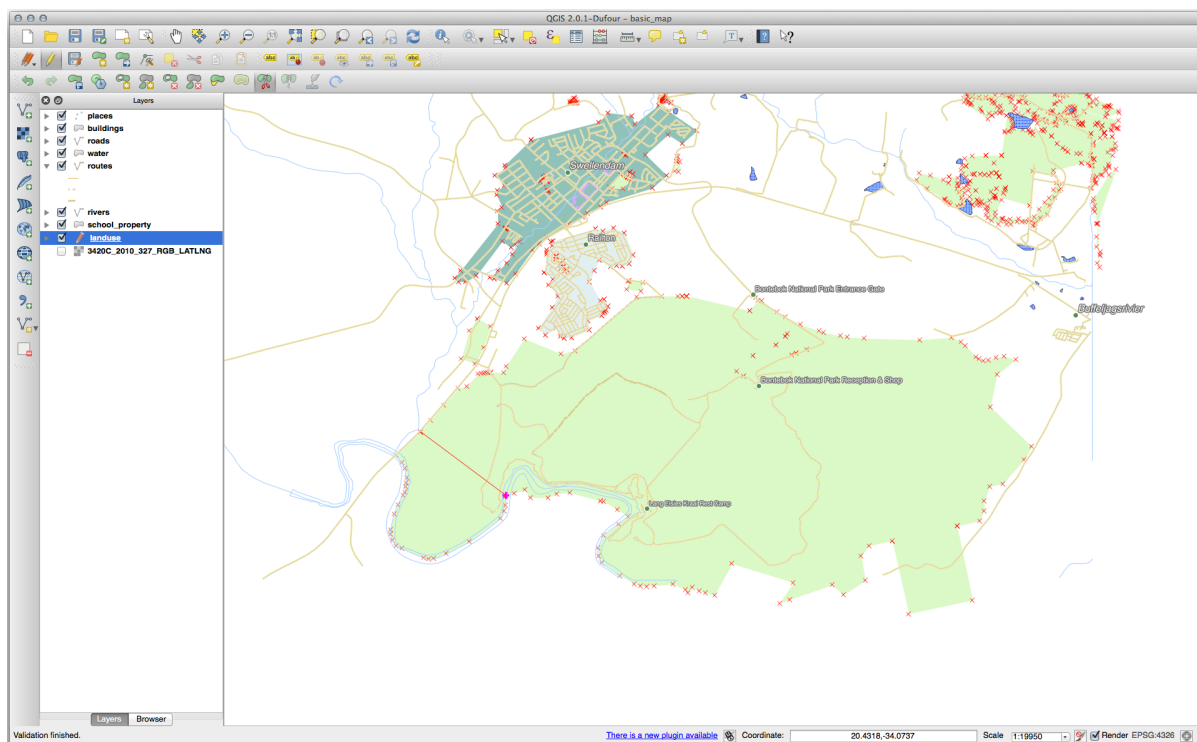 QGIS 2.0.1-Dufour – basic_map
Layers
places
buildings
roads
water
routes
rivers
school_property
landuse
3420C_2010_327_RGB_LATLNG
Swellendam
Railton
Bontebok National Park Entrance Gate
Buffeljagsrivier
Bontebok National Park Reception & Shop
Lang Elsies Kraal Rest Camp
Layers Browser
Validation finished. There is a new plugin available Coordinate: 20.4318,-34.0737 Scale 1:19950 Render EPSG:4326